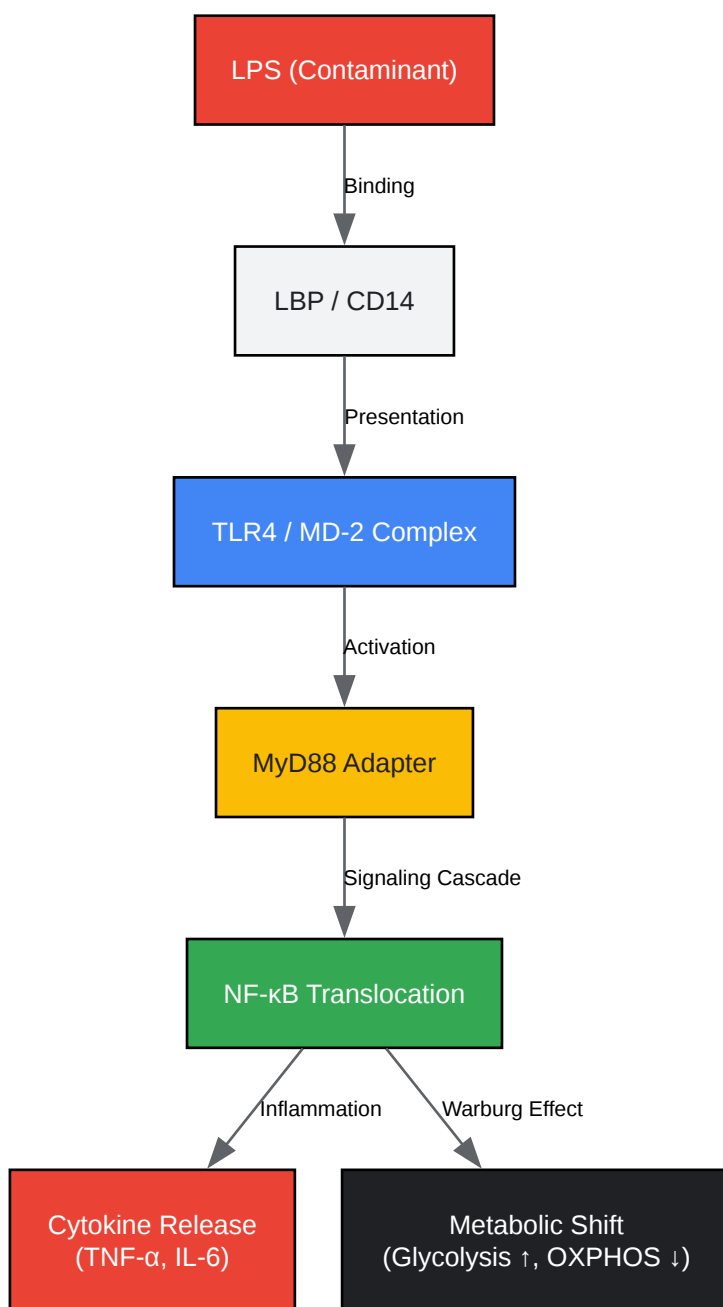 LPS (Contaminant)
Binding
LBP / CD14
Presentation
TLR4 / MD-2 Complex
Activation
MyD88 Adapter
Signaling Cascade
NF-κB Translocation
Inflammation
Warburg Effect
Cytokine Release
(TNF-α, IL-6)
Metabolic Shift
(Glycolysis ↑, OXPHOS ↓)